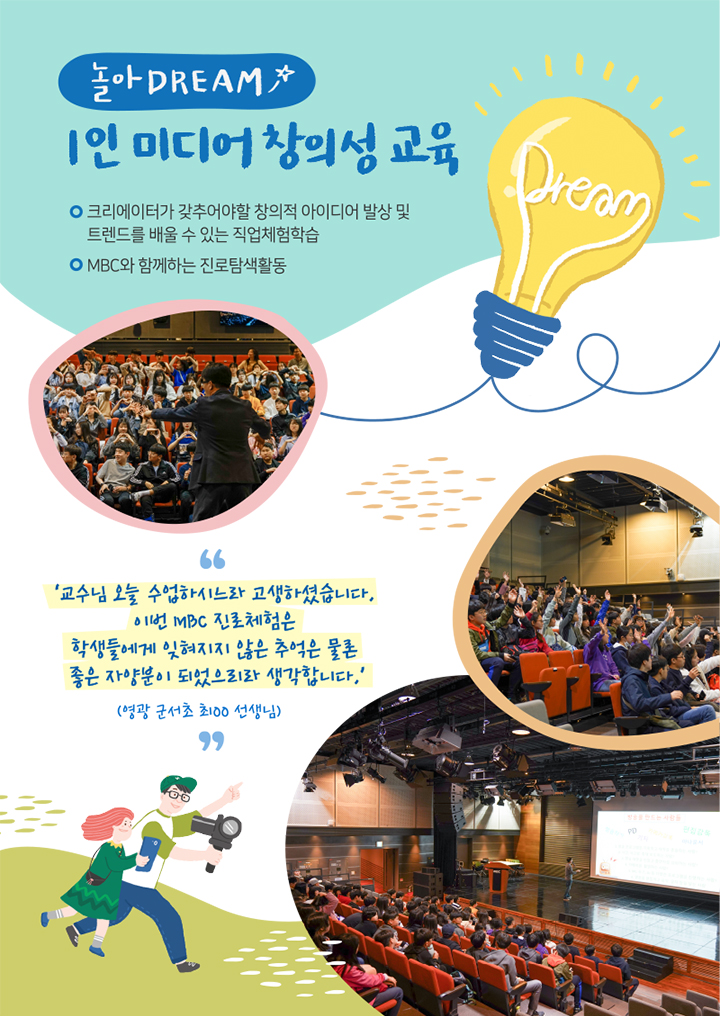 놀아DREAM
1인 미디어 창의성 교육
Dream
크리에이터가 갖추어야할 창의적 아이디어 발상 및
트렌드를 배울 수 있는 직업체험학습
MBC와 함께하는 진로탐색활동
“
‘교수님 오늘 수업하시느라 고생하셨습니다.
이번 MBC 진로체험은
학생들에게 잊혀지지 않은 추억은 물론
좋은 자양분이 되었으리라 생각합니다.’
(영광 군서초 최00 선생님)
”